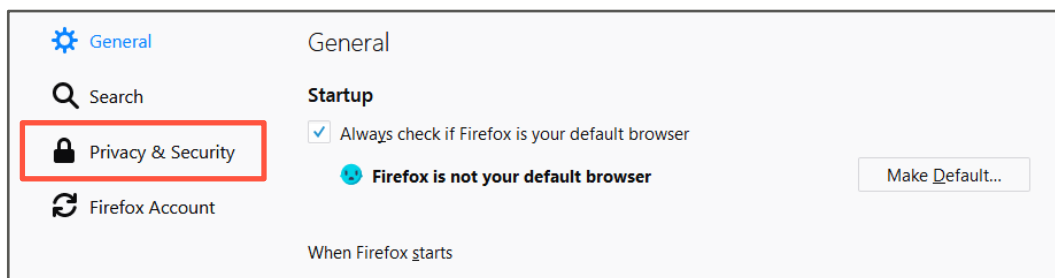 General
Search
Privacy & Security
Firefox Account
General
Startup
Always check if Firefox is your default browser
Firefox is not your default browser
Make Default...
When Firefox starts